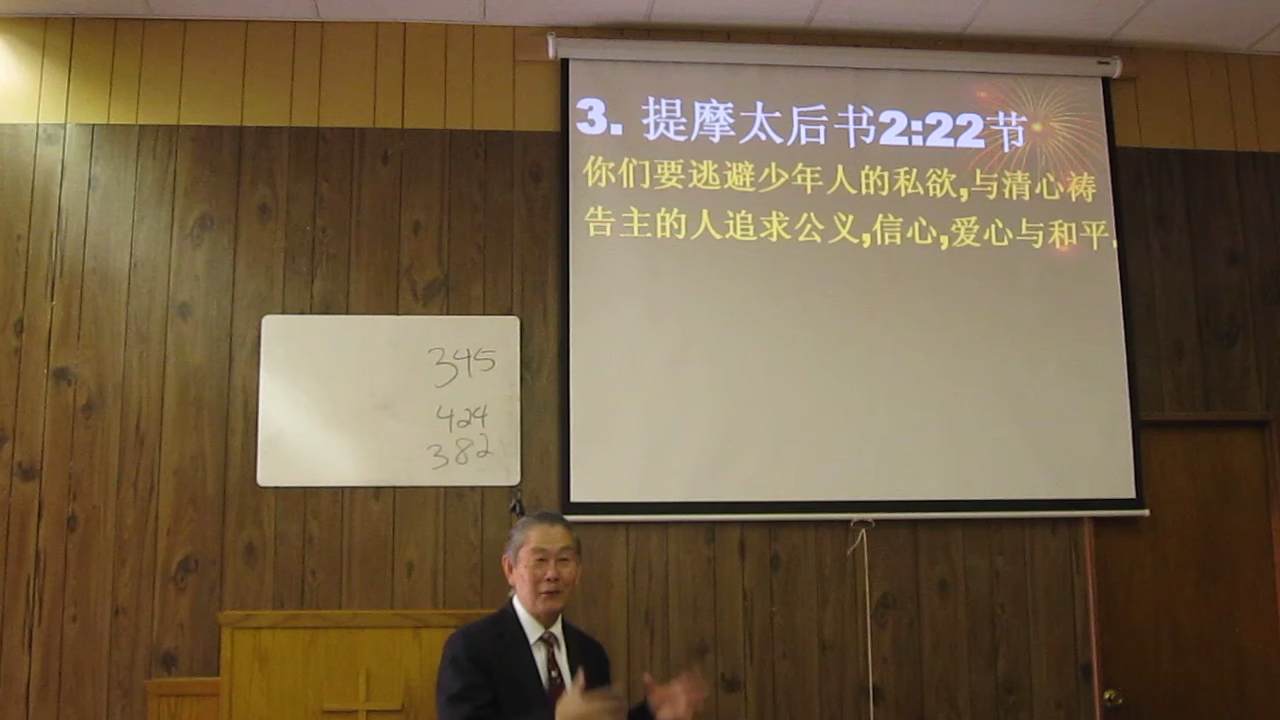 3. 提摩太后书2:22节
你们要逃避少年人的私欲,与清心祷
告主的人追求公义,信心,爱心与和平.
345
424
382